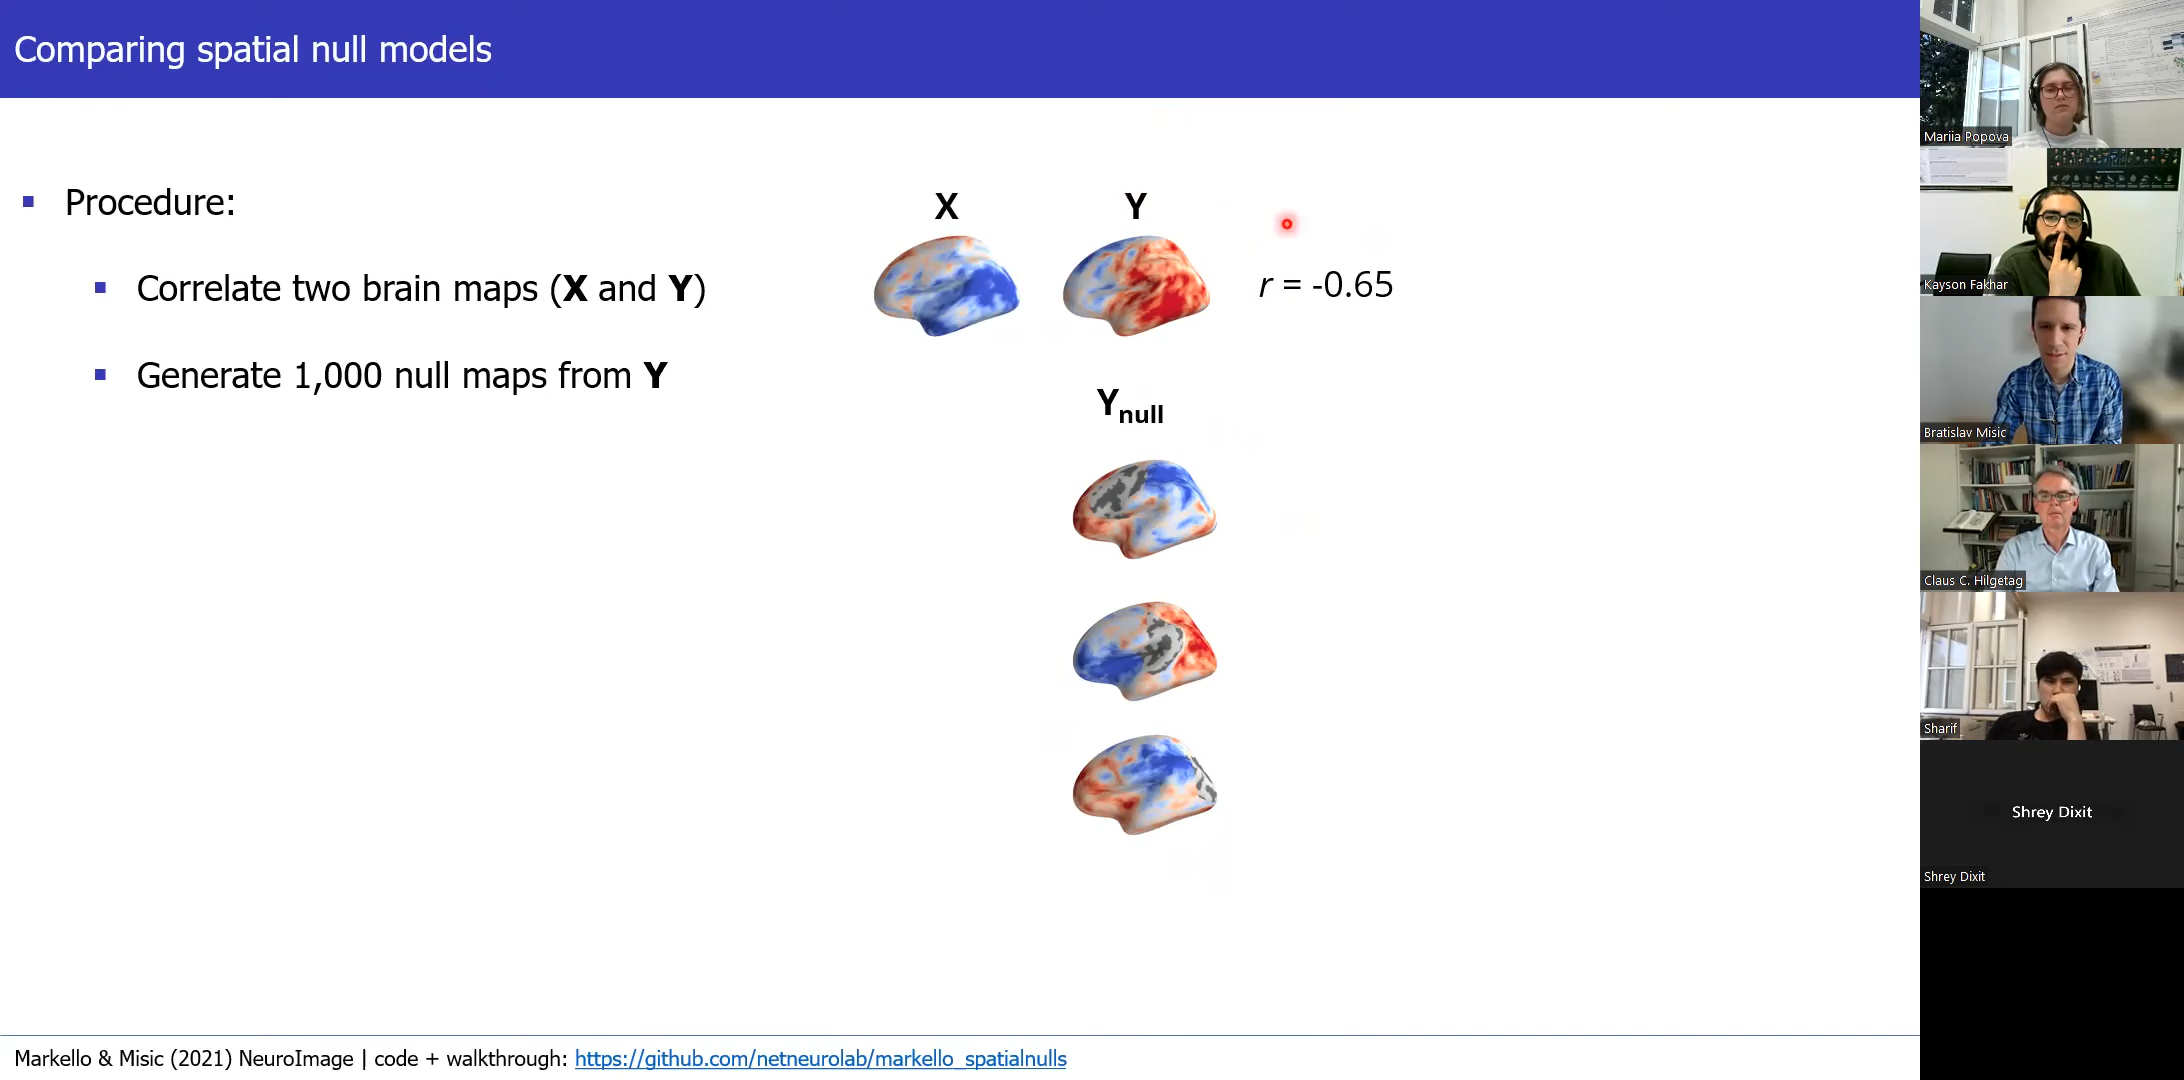 Comparing spatial null models
Procedure:
Correlate two brain maps (X and Y)
Generate 1,000 null maps from Y
X
Y
r = -0.65
Ynull
Markello & Misic (2021) NeuroImage | code + walkthrough: https://github.com/netneurolab/markello_spatialnulls
Mariia Popova
Kayson Fakhar
Bratislav Misic
Claus C. Hilgetag
Sharif
Shrey Dixit
Shrey Dixit